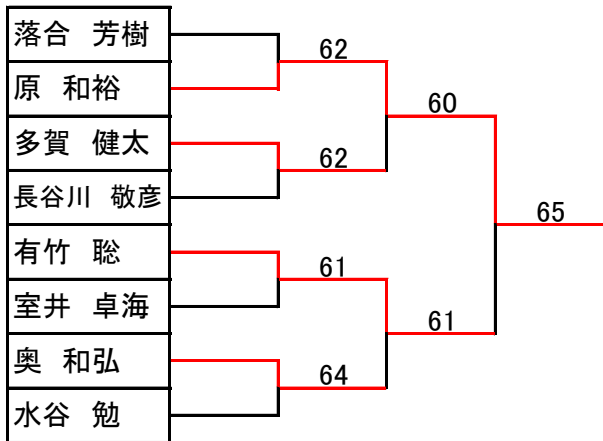 落合 芳樹
62
原 和裕
60
多賀 健太
62
長谷川 敬彦
65
有竹 聡
61
室井 卓海
61
奥 和弘
64
水谷 勉